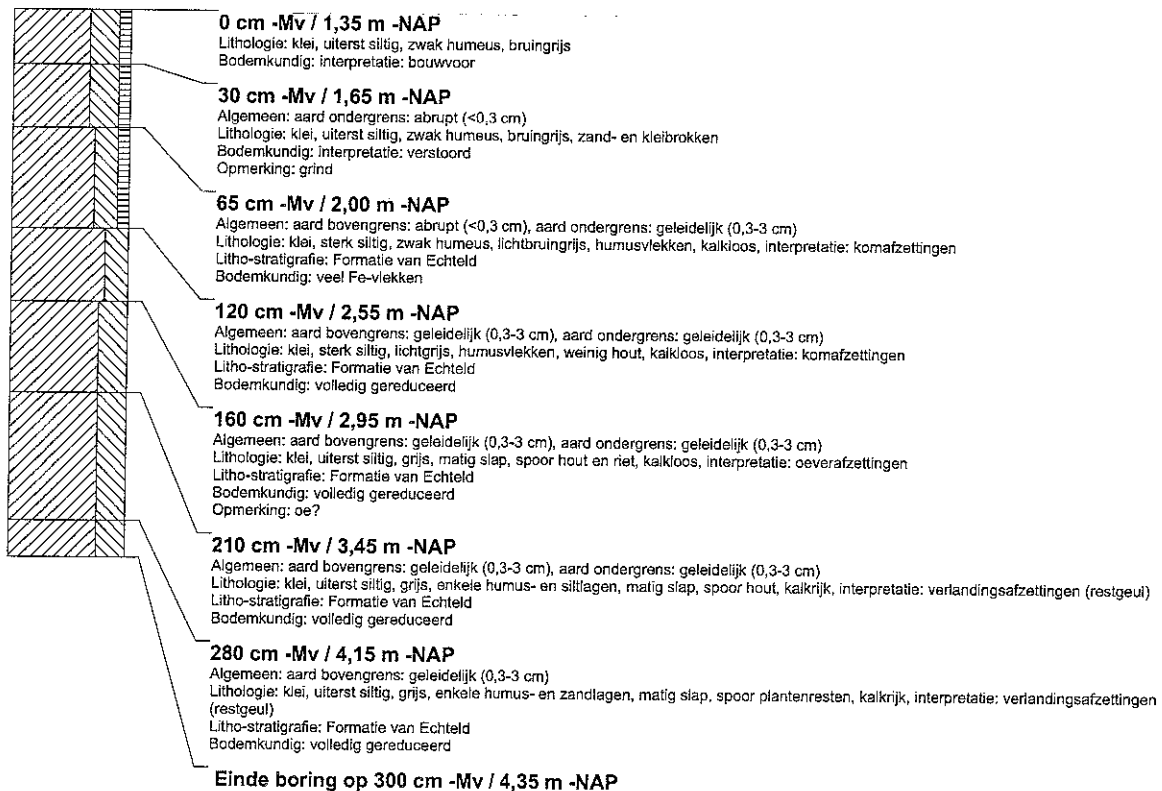 0 cm -Mv / 1,35 m -NAP
Lithologie: klei, uiterst siltig, zwak humeus, bruingrijs
Bodemkundig: interpretatie: bouwvoor
30 cm -Mv / 1,65 m -NAP
Algemeen: aard ondergrens: abrupt (<0,3 cm)
Lithologie: klei, uiterst siltig, zwak humeus, bruingrijs, zand- en kleibrokken
Bodemkundig: interpretatie: verstoord
Opmerking: grind
65 cm -Mv / 2,00 m -NAP
Algemeen: aard bovengrens: abrupt (<0,3 cm), aard ondergrens: geleidelijk (0,3-3 cm)
Lithologie: klei, sterk siltig, zwak humeus, lichtbruingrijs, humusvlekken, kalkloos, interpretatie: komafzettingen
Litho-stratigrafie: Formatie van Echteld
Bodemkundig: veel Fe-vlekken
120 cm -Mv / 2,55 m -NAP
Algemeen: aard bovengrens: geleidelijk (0,3-3 cm), aard ondergrens: geleidelijk (0,3-3 cm)
Lithologie: klei, sterk siltig, lichtgrijs, humusvlekken, weinig hout, kalkloos, interpretatie: komafzettingen
Litho-stratigrafie: Formatie van Echteld
Bodemkundig: volledig gereduceerd
160 cm -Mv / 2,95 m -NAP
Algemeen: aard bovengrens: geleidelijk (0,3-3 cm), aard ondergrens: geleidelijk (0,3-3 cm)
Lithologie: klei, uiterst siltig, grijs, matig slap, spoor hout en riet, kalkloos, interpretatie: oeverafzettingen
Litho-stratigrafie: Formatie van Echteld
Bodemkundig: volledig gereduceerd
Opmerking: oe?
210 cm -Mv / 3,45 m -NAP
Algemeen: aard bovengrens: geleidelijk (0,3-3 cm), aard ondergrens: geleidelijk (0,3-3 cm)
Lithologie: klei, uiterst siltig, grijs, enkele humus- en siltlagen, matig slap, spoor hout, kalkrijk, interpretatie: verlandingsafzettingen (restgeul)
Litho-stratigrafie: Formatie van Echteld
Bodemkundig: volledig gereduceerd
280 cm -Mv / 4,15 m -NAP
Algemeen: aard bovengrens: geleidelijk (0,3-3 cm)
Lithologie: klei, uiterst siltig, grijs, enkele humus- en zandlagen, matig slap, spoor plantenresten, kalkrijk, interpretatie: verlandingsafzettingen
(restgeul)
Litho-stratigrafie: Formatie van Echteld
Bodemkundig: volledig gereduceerd
Einde boring op 300 cm -Mv / 4,35 m -NAP